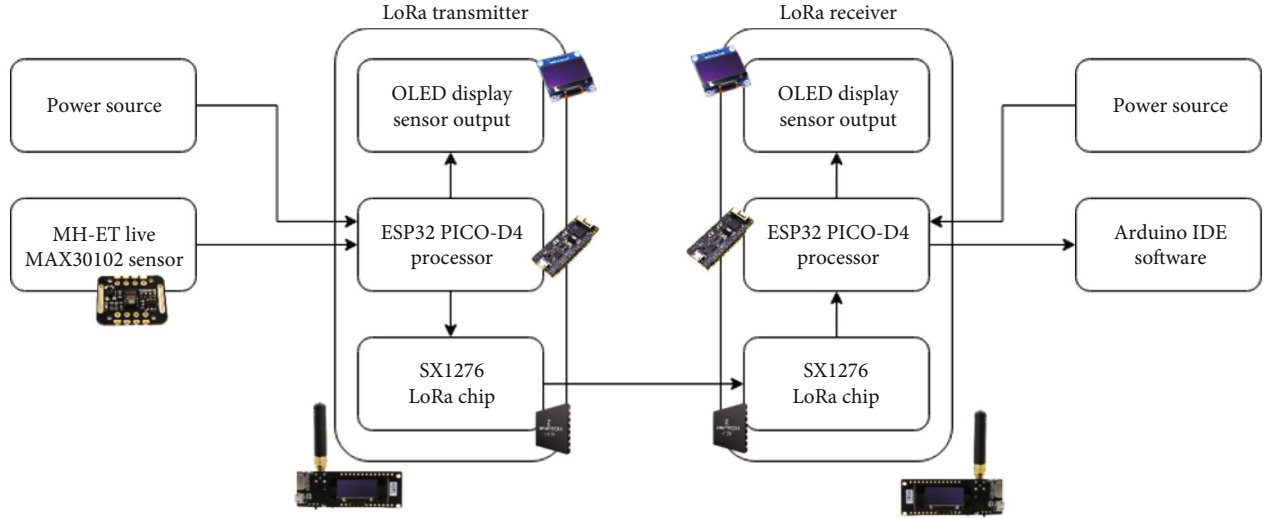 LoRa transmitter
LoRa receiver
Power source
OLED display
sensor output
OLED display
sensor output
Power source
MH-ET live
MAX30102 sensor
ESP32 PICO-D4
processor
ESP32 PICO-D4
processor
Arduino IDE
software
SX1276
LoRa chip
SX1276
LoRa chip